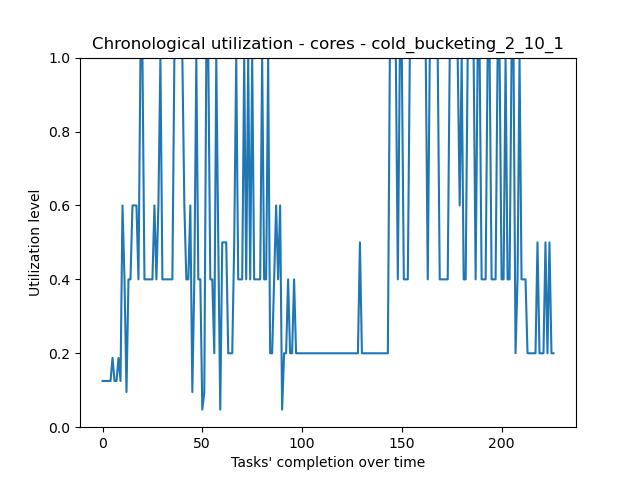 Chronological utilization - cores - cold_bucketing_2_10_1
1.0
0.8
0.6
0.4
0.2
0.0
Utilization level
0 50 100 150 200
Tasks' completion over time